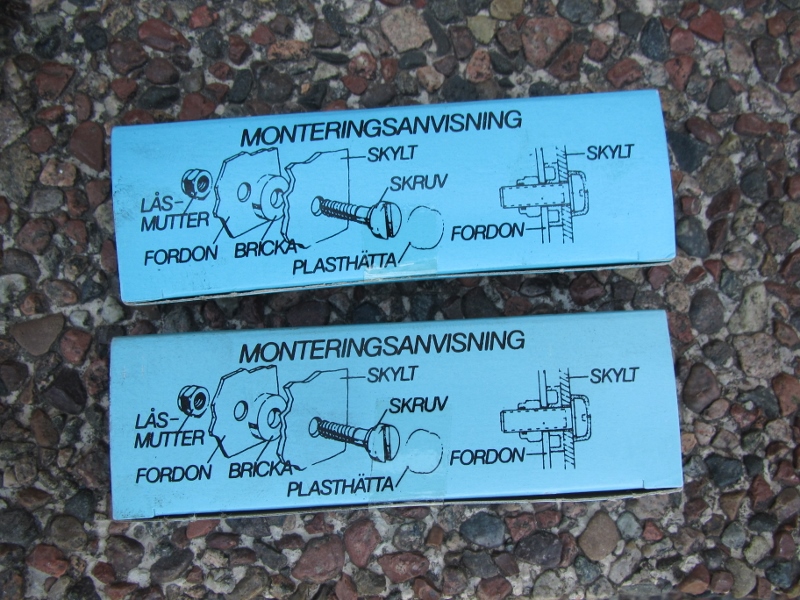 MONTERINGSANVISNING
SKYLT
SKYLT
SKRUV
LÅS-
MUTTER
FORDON
BRICKA
FORDON
PLASTHÄTTA
MONTERINGSANVISNING
SKYLT
SKYLT
SKRUV
LÅS-
MUTTER
FORDON
BRICKA
FORDON
PLASTHÄTTA